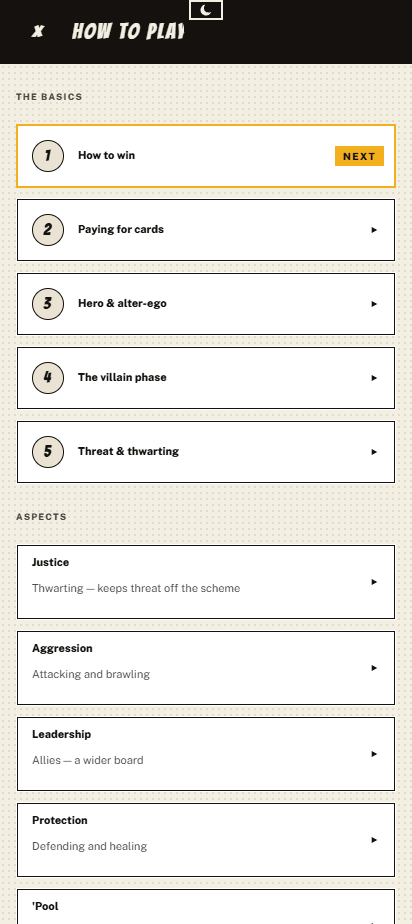 X HOW TO PLAY
THE BASICS
1 How to win NEXT
2 Paying for cards
3 Hero & alter-ego
4 The villain phase
5 Threat & thwarting
ASPECTS
Justice
Thwarting — keeps threat off the scheme
Aggression
Attacking and brawling
Leadership
Allies — a wider board
Protection
Defending and healing
'Pool